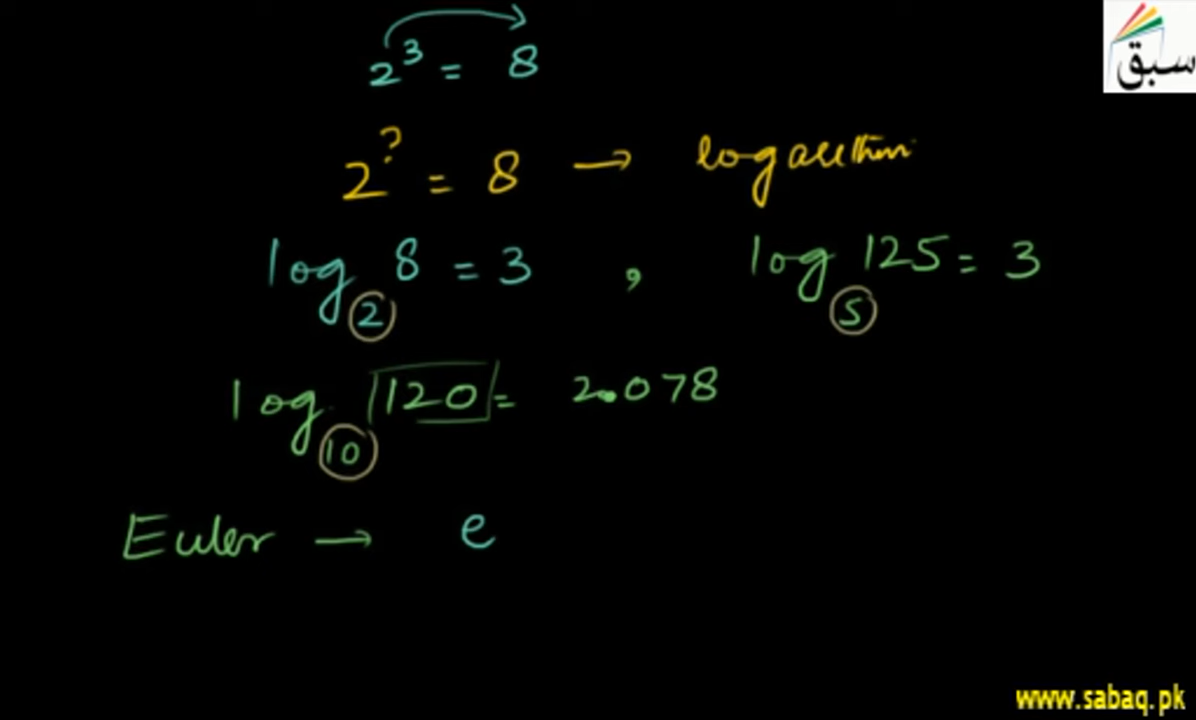 2³ = 8
سبق
2^? = 8 → logarithm
log₂ 8 = 3 , log₅ 125 = 3
log₁₀ 120 = 2.078
Euler → e
www.sabaq.pk